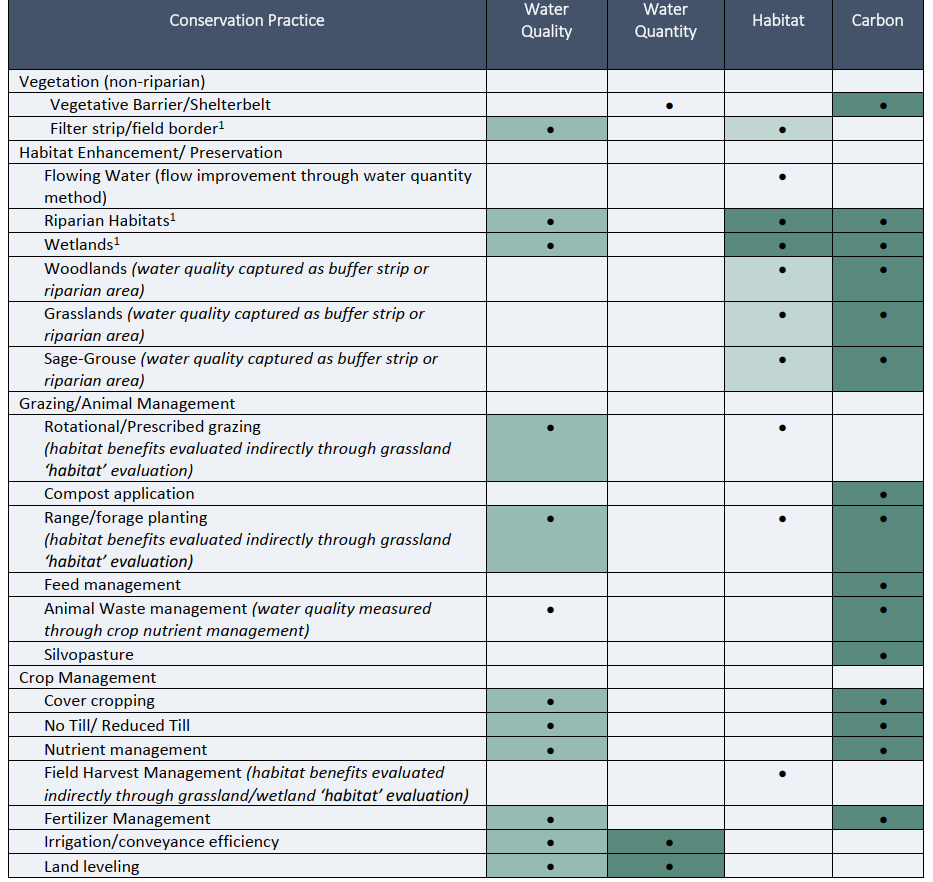 Conservation Practice
Water
Quality
Water
Quantity
Habitat
Carbon
Vegetation (non-riparian)
Vegetative Barrier/Shelterbelt ● ●
Filter strip/field border1 ● ●
Habitat Enhancement/ Preservation
Flowing Water (flow improvement through water quantity ●
method)
Riparian Habitats1 ● ● ●
Wetlands1 ● ● ●
Woodlands (water quality captured as buffer strip or ● ●
riparian area)
Grasslands (water quality captured as buffer strip or ● ●
riparian area)
Sage-Grouse (water quality captured as buffer strip or ● ●
riparian area)
Grazing/Animal Management
Rotational/Prescribed grazing ● ●
(habitat benefits evaluated indirectly through grassland
‘habitat’ evaluation)
Compost application ●
Range/forage planting ● ● ●
(habitat benefits evaluated indirectly through grassland
‘habitat’ evaluation)
Feed management ●
Animal Waste management (water quality measured ● ●
through crop nutrient management)
Silvopasture ●
Crop Management
Cover cropping ● ●
No Till/ Reduced Till ● ●
Nutrient management ● ●
Field Harvest Management (habitat benefits evaluated ●
indirectly through grassland/wetland ‘habitat’ evaluation)
Fertilizer Management ● ●
Irrigation/conveyance efficiency ● ●
Land leveling ● ●